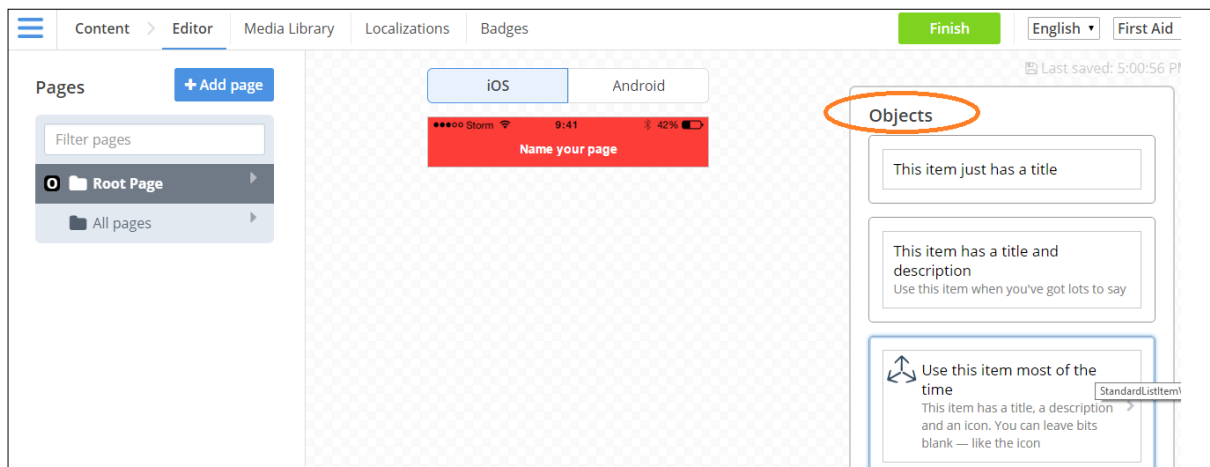 Content > Editor Media Library Localizations Badges Finish English First Aid
Last saved: 5:00:56
Pages + Add page
Filter pages
Root Page
All pages
iOS Android
Storm 9:41 42%
Name your page
Objects
This item just has a title
This item has a title and
description
Use this item when you've got lots to say
Use this item most of the
time
StandardListItem
This item has a title, a description
and an icon. You can leave bits
blank — like the icon